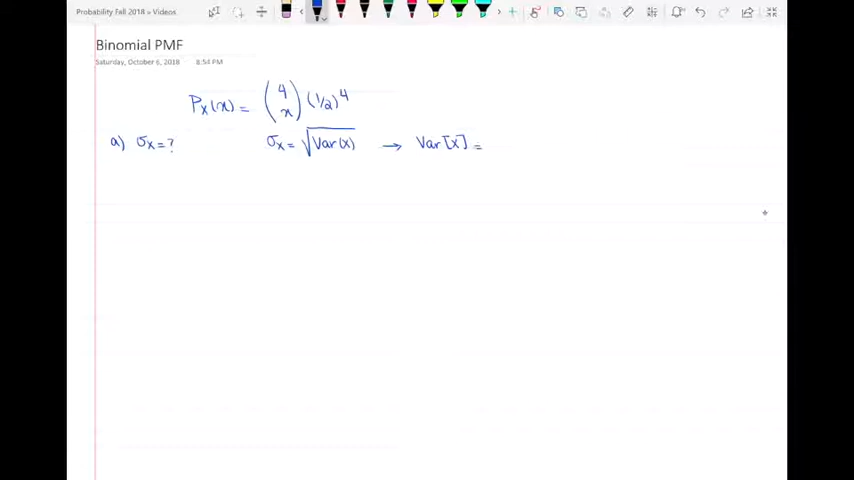 Probability Fall 2018 » Videos
Binomial PMF
Saturday, October 6, 2018 8:54 PM
Pₓ(x) = (4 x) (1/2)⁴
a) σₓ = ? σₓ = √Var(x) → Var[x] =